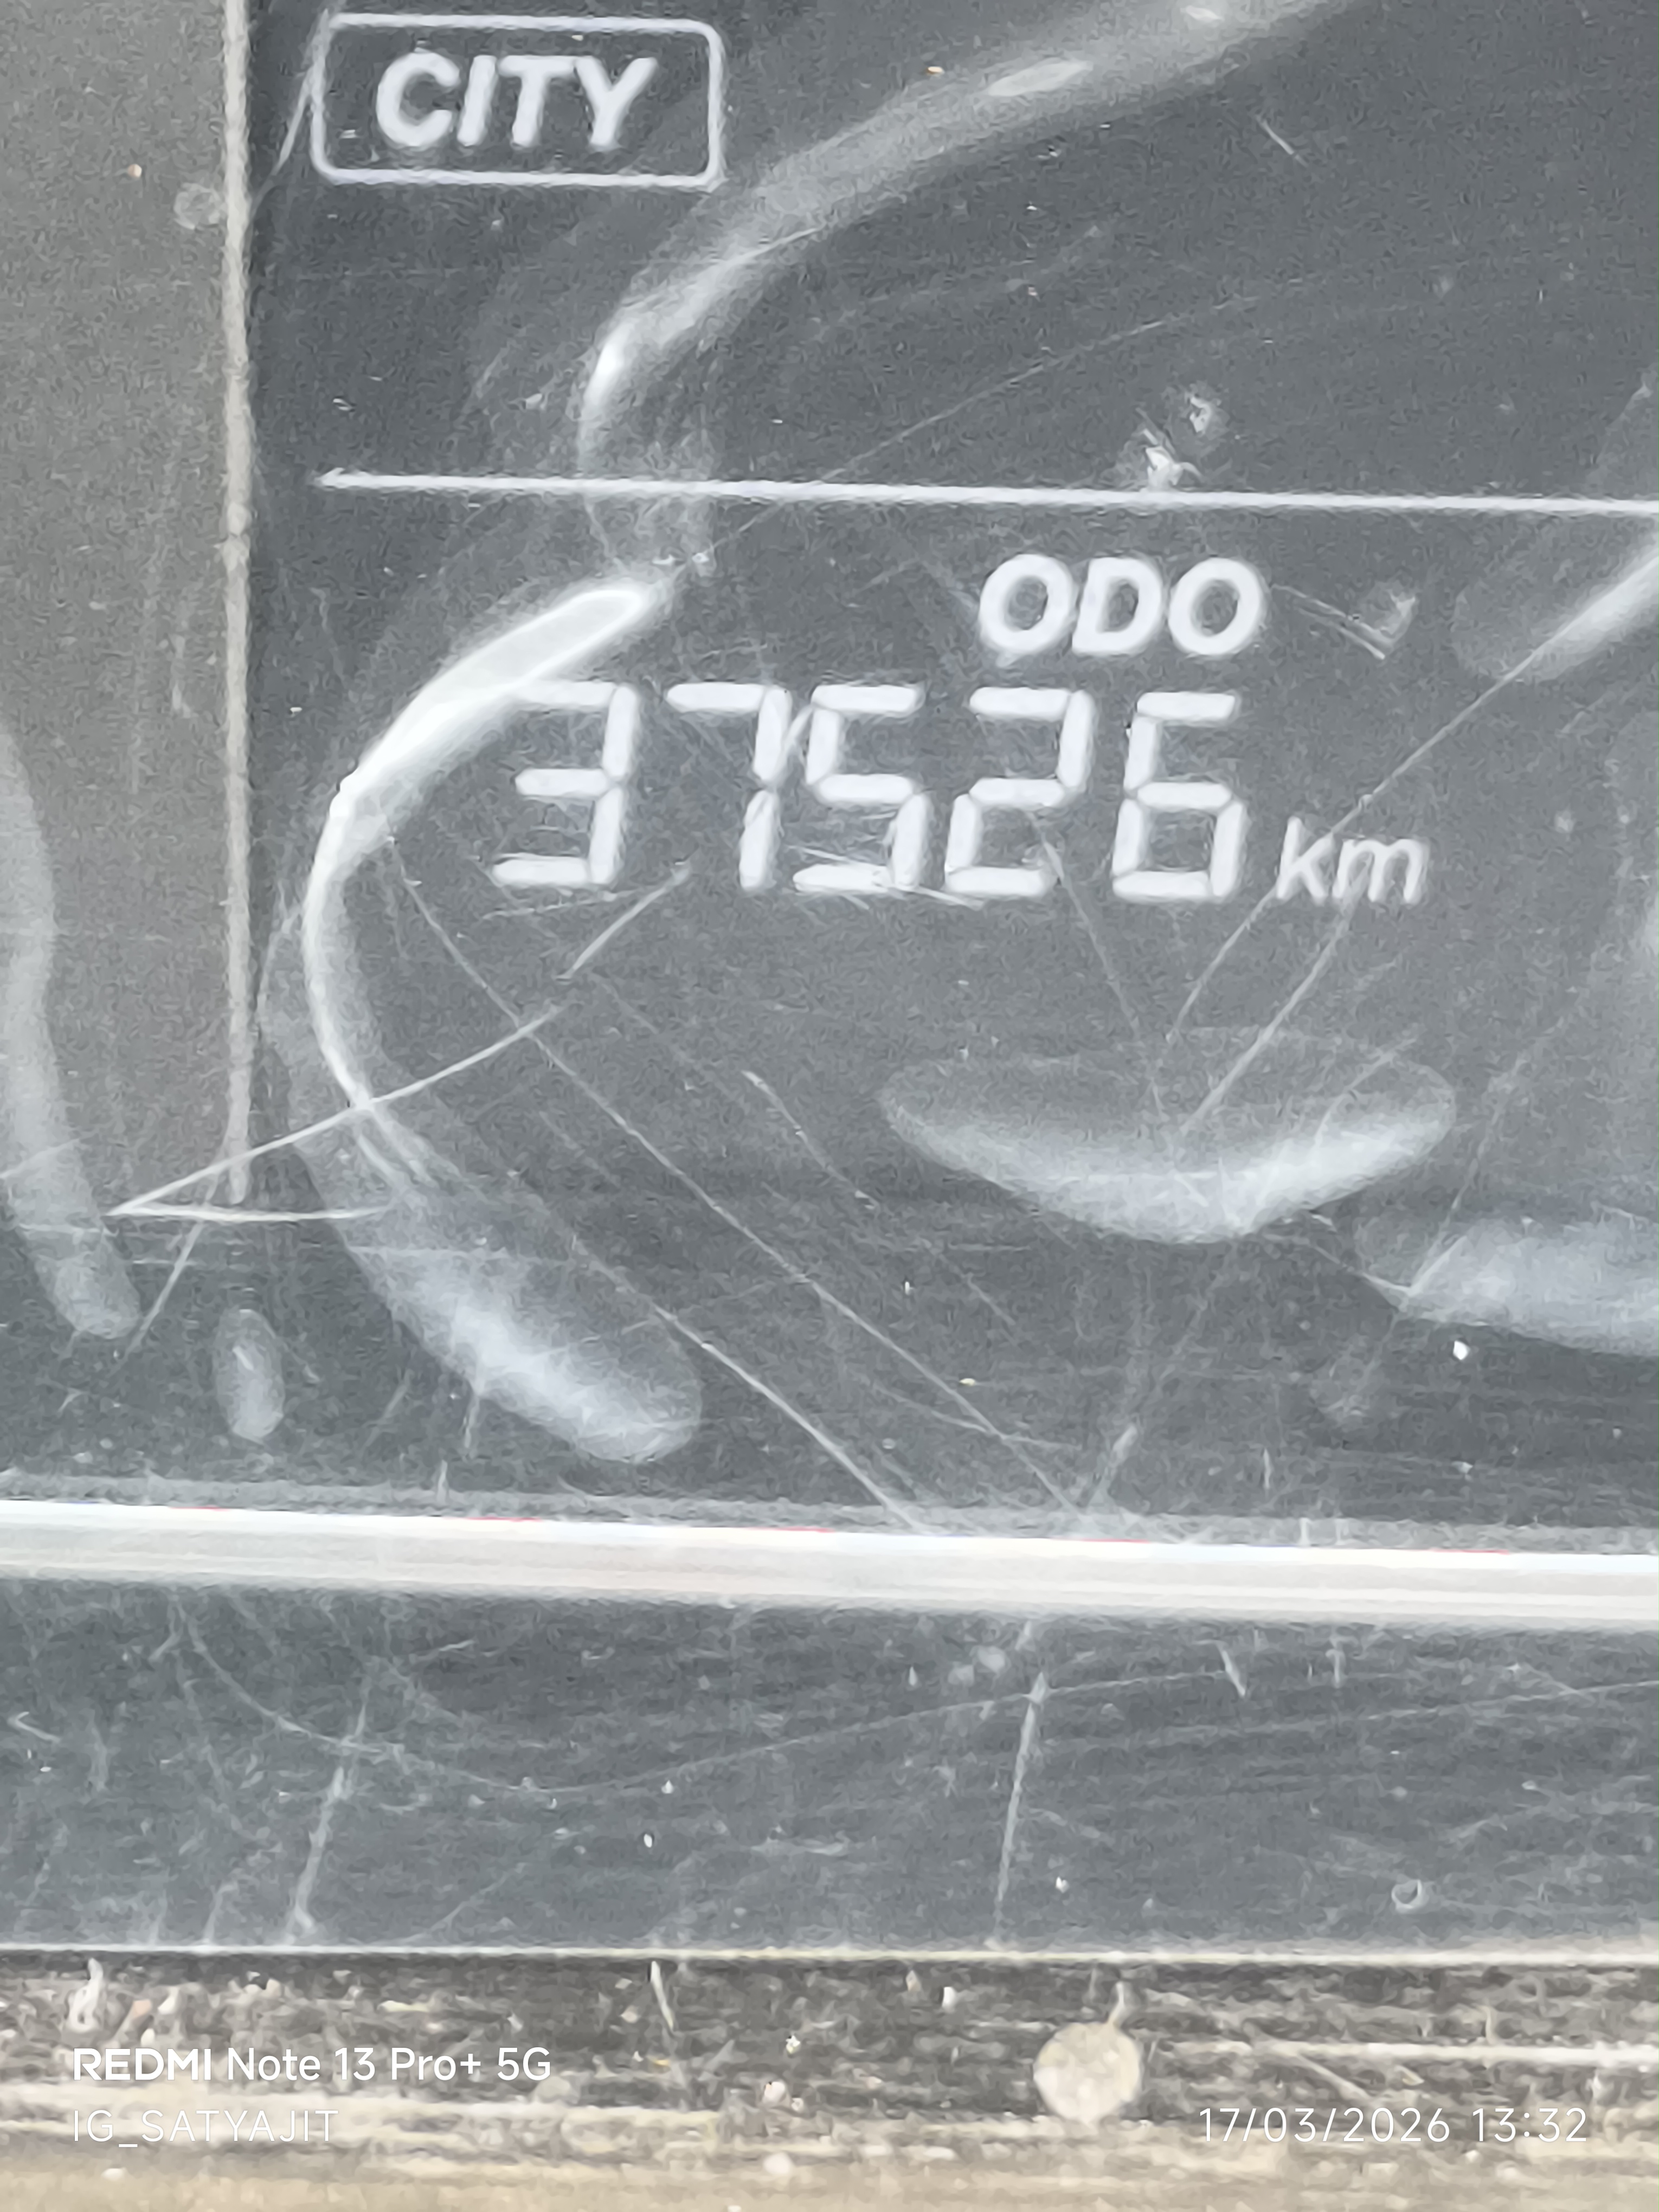 CITY
ODO
37526 km
REDMI Note 13 Pro+ 5G
IG_SATYAJIT
17/03/2026 13:32